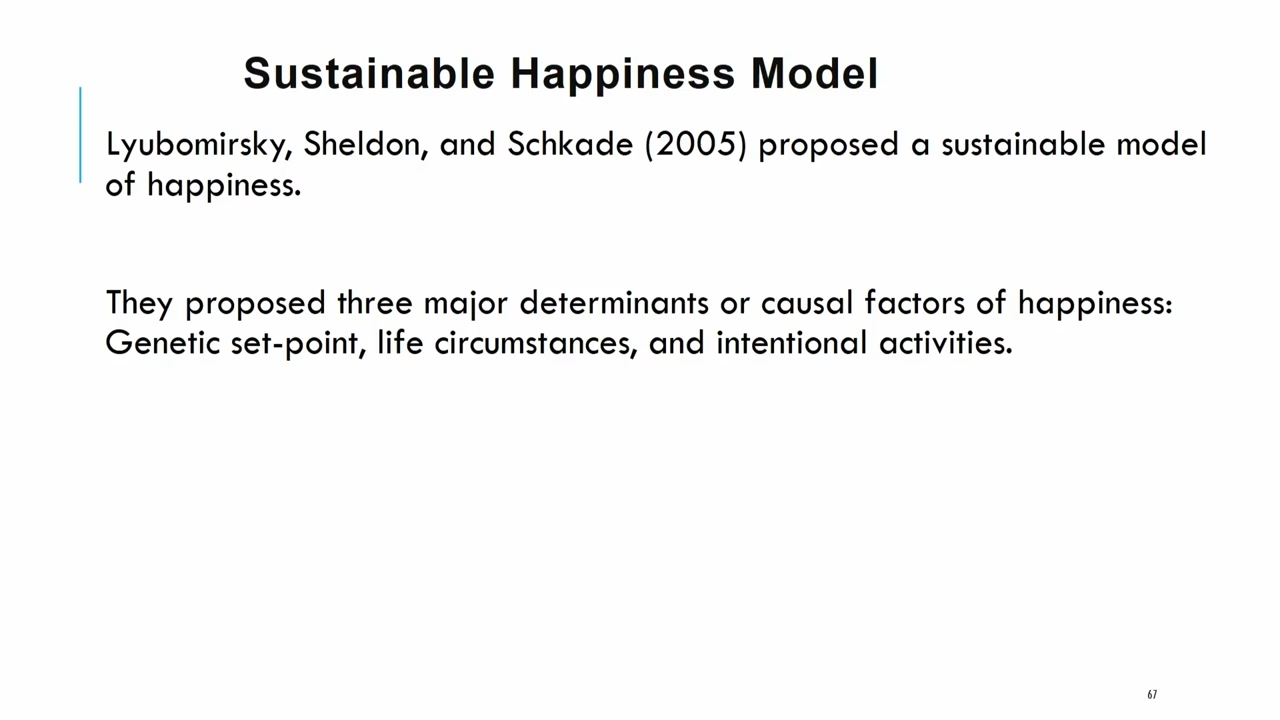 Sustainable Happiness Model
Lyubomirsky, Sheldon, and Schkade (2005) proposed a sustainable model
of happiness.
They proposed three major determinants or causal factors of happiness:
Genetic set-point, life circumstances, and intentional activities.
67